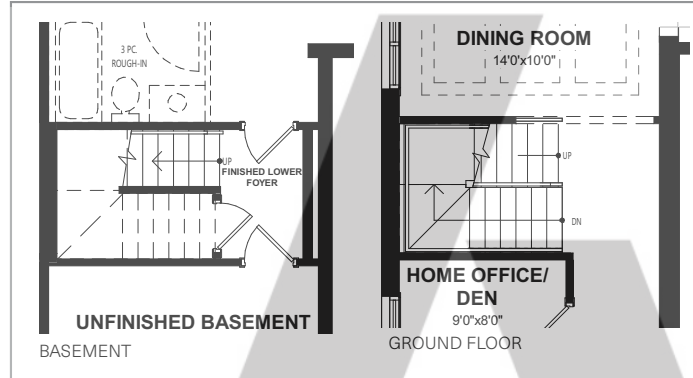 3 PC.
ROUGH-IN
UP
FINISHED LOWER
FOYER
UNFINISHED BASEMENT
BASEMENT
DINING ROOM
14'0"x10'0"
UP
DN
HOME OFFICE/
DEN
9'0"x8'0"
GROUND FLOOR